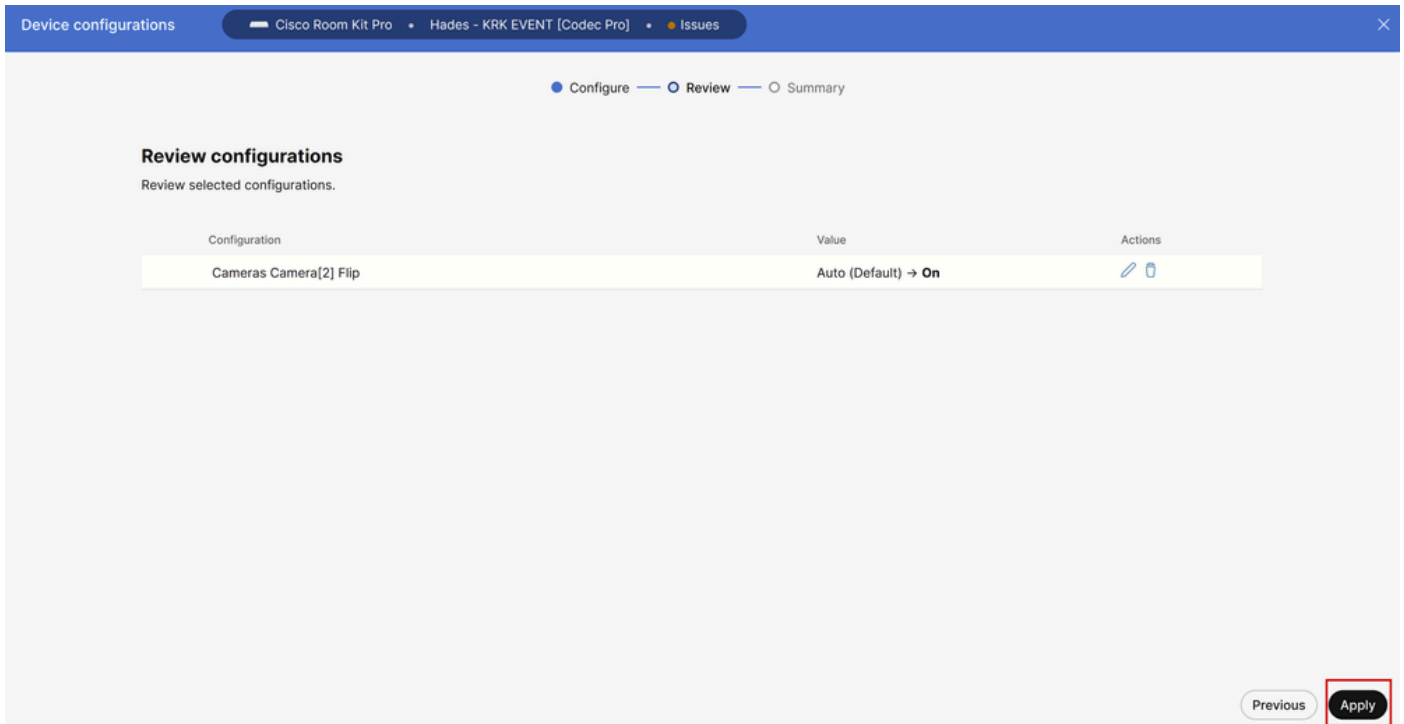 Device configurations Cisco Room Kit Pro • Hades - KRK EVENT [Codec Pro] • Issues
Configure Review Summary
Review configurations
Review selected configurations.
Configuration Value Actions
Cameras Camera[2] Flip Auto (Default) → On
Previous Apply